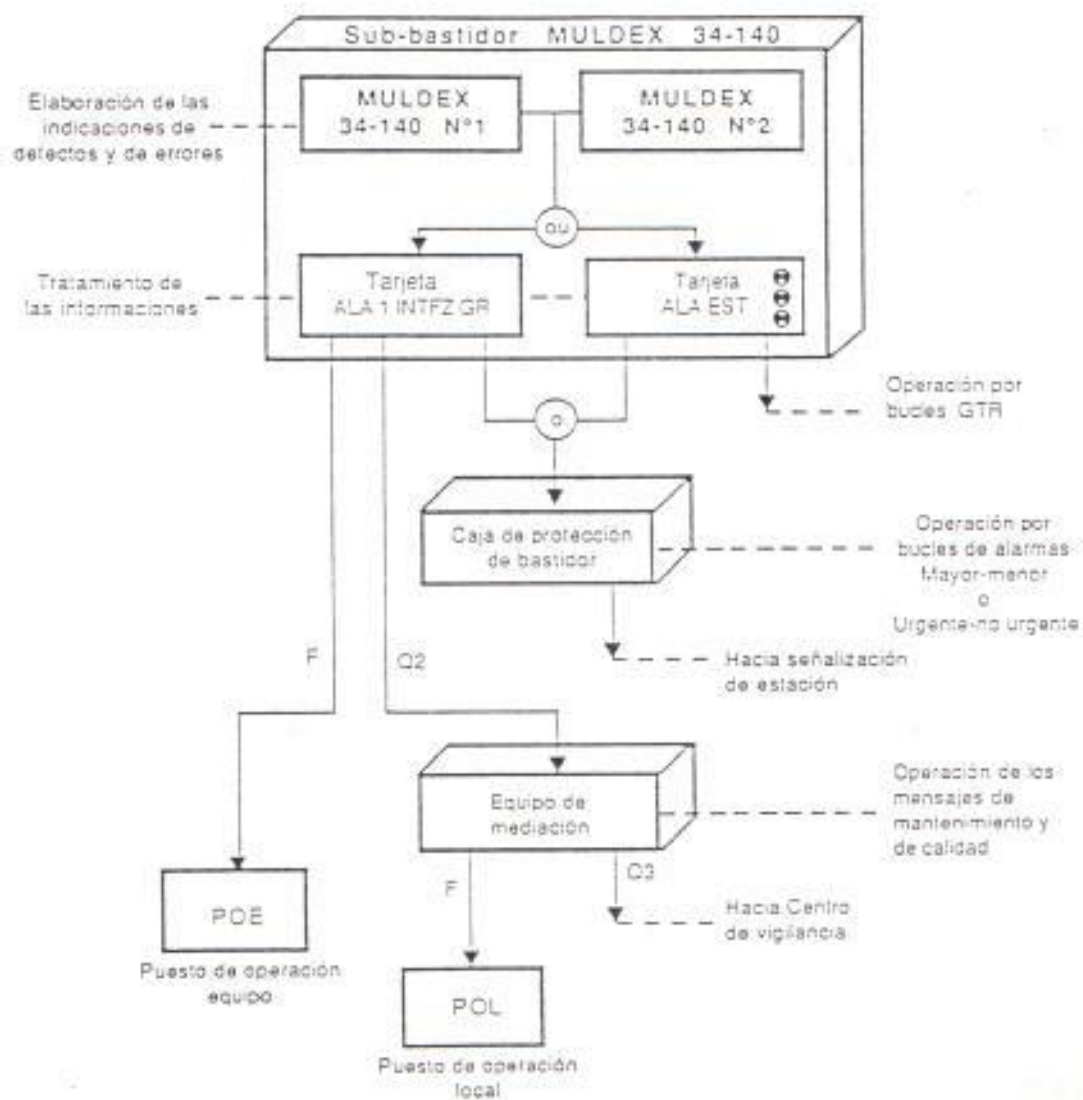 Sub-bastidor MULDEX 34-140
MULDEX
34-140 N°1
MULDEX
34-140 N°2
Elaboración de las
indicaciones de
defectos y de errores
ou
Tratamiento de
las informaciones
Tarjeta
ALA 1 INTFZ GR
Tarjeta
ALA EST
Operación por
bucles GTR
o
Caja de protección
de bastidor
Operación por
bucles de alarmas
Mayor-menor
o
Urgente-no urgente
F
Q2
Hacia señalización
de estación
Equipo de
mediación
Operación de los
mensajes de
mantenimiento y
de calidad
F
Q3
Hacia Centro
de vigilancia
POE
Puesto de operación
equipo
POL
Puesto de operación
local